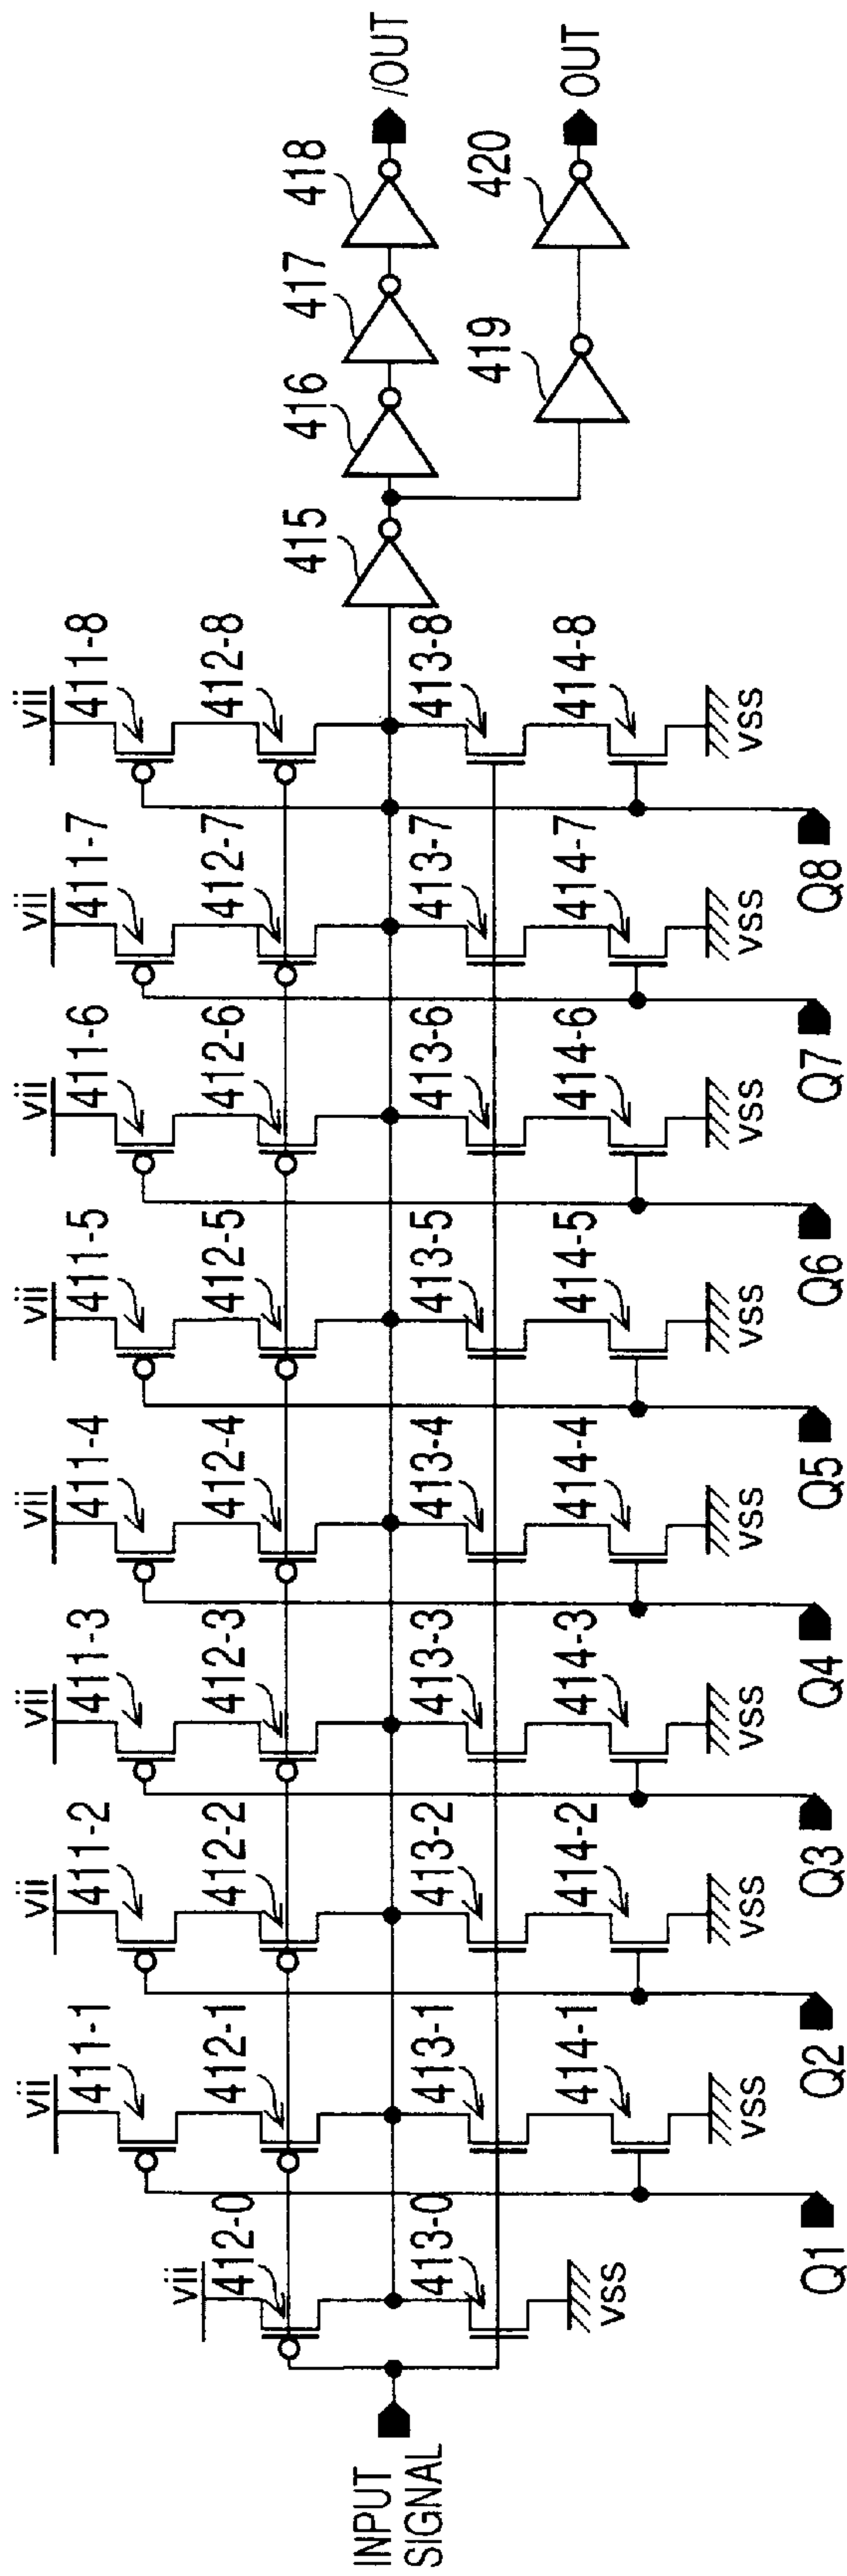 INPUT
SIGNAL
vii
412-0
413-0
VSS
vii
411-1
412-1
413-1
414-1
VSS
Q1
vii
411-2
412-2
413-2
414-2
VSS
Q2
vii
411-3
412-3
413-3
414-3
VSS
Q3
vii
411-4
412-4
413-4
414-4
VSS
Q4
vii
411-5
412-5
413-5
414-5
VSS
Q5
vii
411-6
412-6
413-6
414-6
VSS
Q6
vii
411-7
412-7
413-7
414-7
VSS
Q7
vii
411-8
412-8
413-8
414-8
VSS
Q8
415
416
417
418
/OUT
419
420
OUT